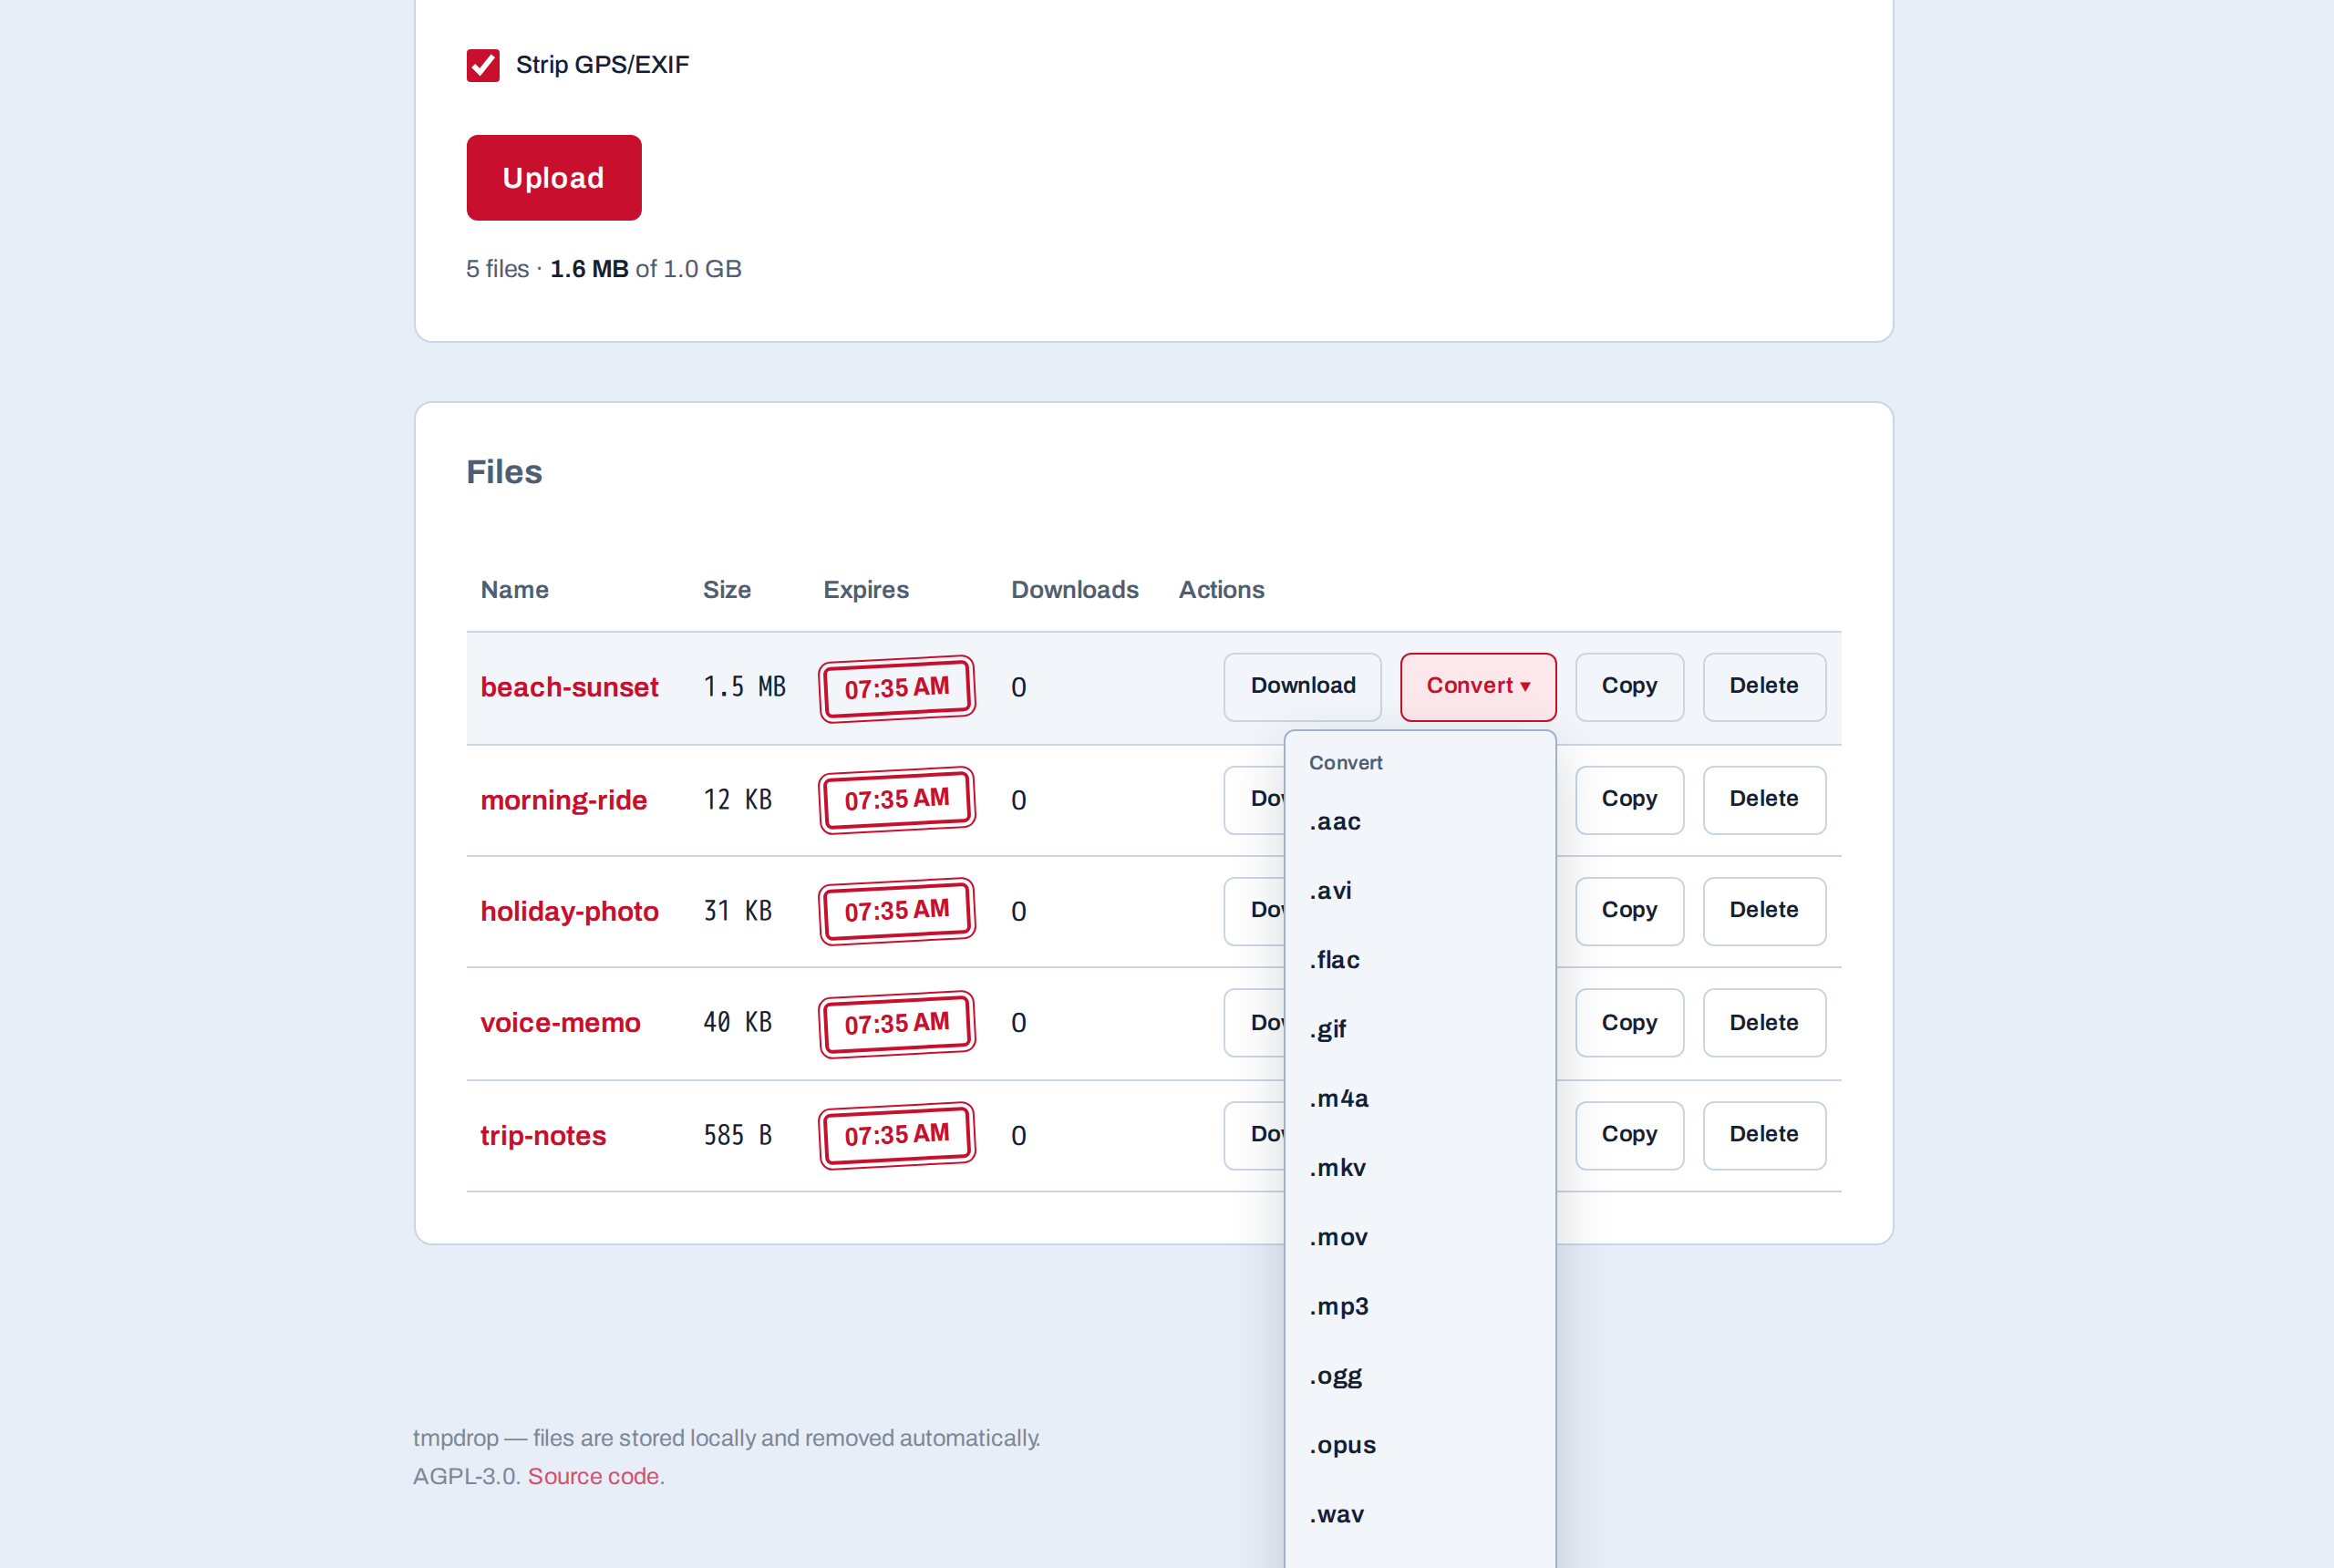 Strip GPS/EXIF
Upload
5 files · 1.6 MB of 1.0 GB
Files
Name Size Expires Downloads Actions
beach-sunset 1.5 MB 07:35 AM 0 Download Convert ▾ Copy Delete
Convert
morning-ride 12 KB 07:35 AM 0 Copy Delete
.aac
.avi
holiday-photo 31 KB 07:35 AM 0 Copy Delete
.flac
voice-memo 40 KB 07:35 AM 0 Copy Delete
.gif
.m4a
trip-notes 585 B 07:35 AM 0 Copy Delete
.mkv
.mov
.mp3
.ogg
tmpdrop — files are stored locally and removed automatically.
.opus
AGPL-3.0. Source code.
.wav